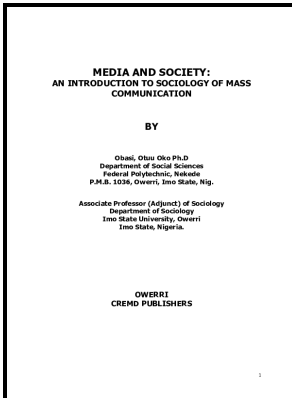 MEDIA AND SOCIETY:
AN INTRODUCTION TO SOCIOLOGY OF MASS
COMMUNICATION
BY
Obasi, Otuu Oko Ph.D
Department of Social Sciences
Federal Polytechnic, Nekede
P.M.B. 1036, Owerri, Imo State, Nig.
Associate Professor (Adjunct) of Sociology
Department of Sociology
Imo State University, Owerri
Imo State, Nigeria.
OWERRI
CREMD PUBLISHERS
1